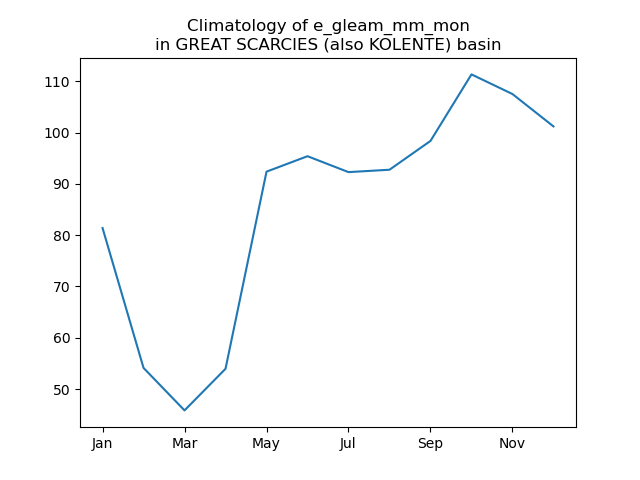 Climatology of e_gleam_mm_mon
in GREAT SCARCIES (also KOLENTE) basin
110
100
90
80
70
60
50
Jan Mar May Jul Sep Nov